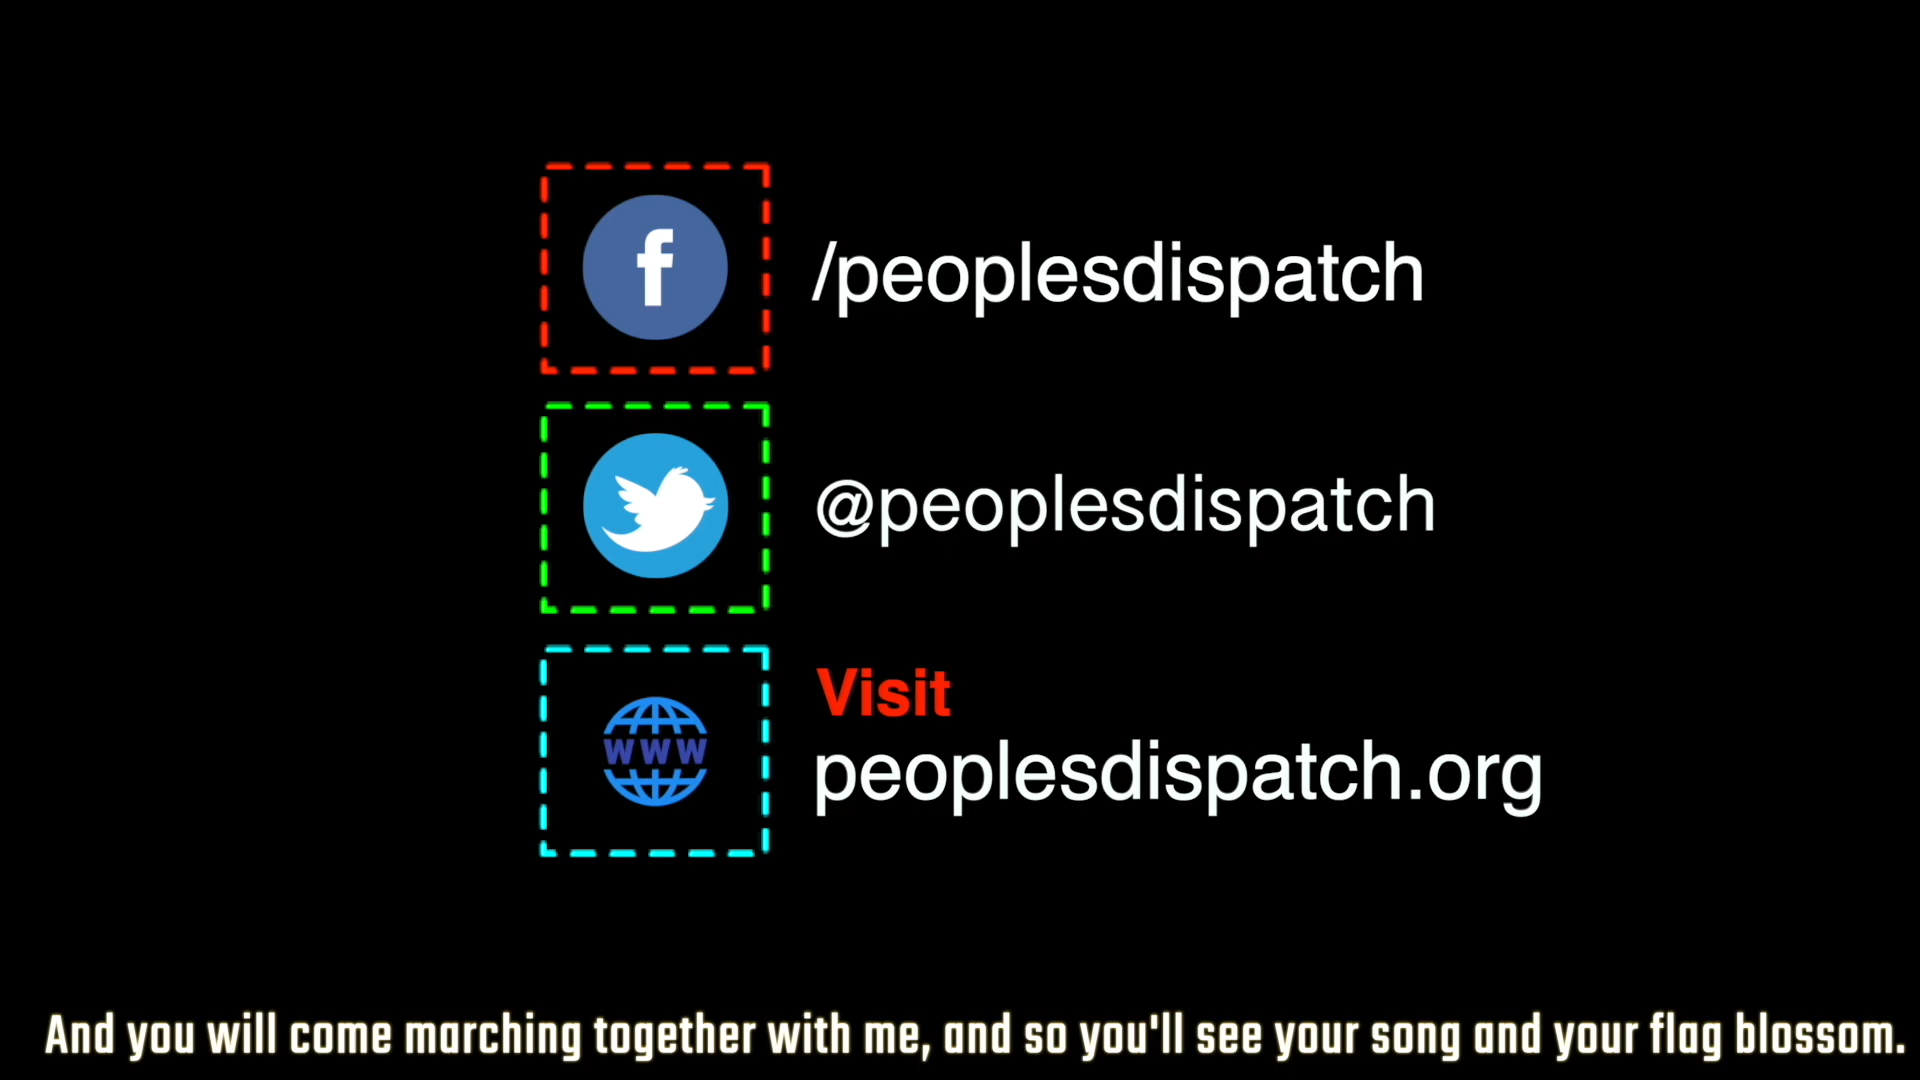 f
/peoplesdispatch
@peoplesdispatch
Visit
WWW
peoplesdispatch.org
And you will come marching together with me, and so you'll see your song and your flag blossom.